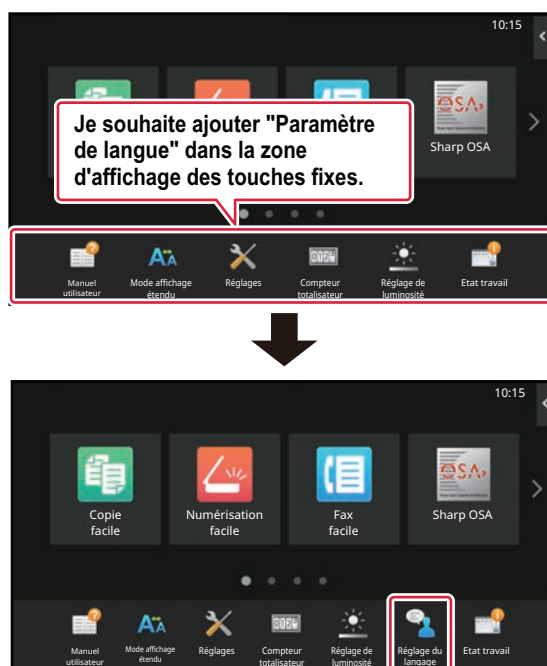 10:15
Je souhaite ajouter "Paramètre
de langue" dans la zone
d'affichage des touches fixes.
OSA
Sharp OSA
Manuel
utilisateur
Mode affichage
étendu
Réglages
Compteur
totalisateur
Réglage de
luminosité
Etat travail
10:15
Copie
facile
Numérisation
facile
Fax
facile
OSA
Sharp OSA
Manuel
utilisateur
Mode affichage
étendu
Réglages
Compteur
totalisateur
Réglage de
luminosité
Réglage du
langage
Etat travail